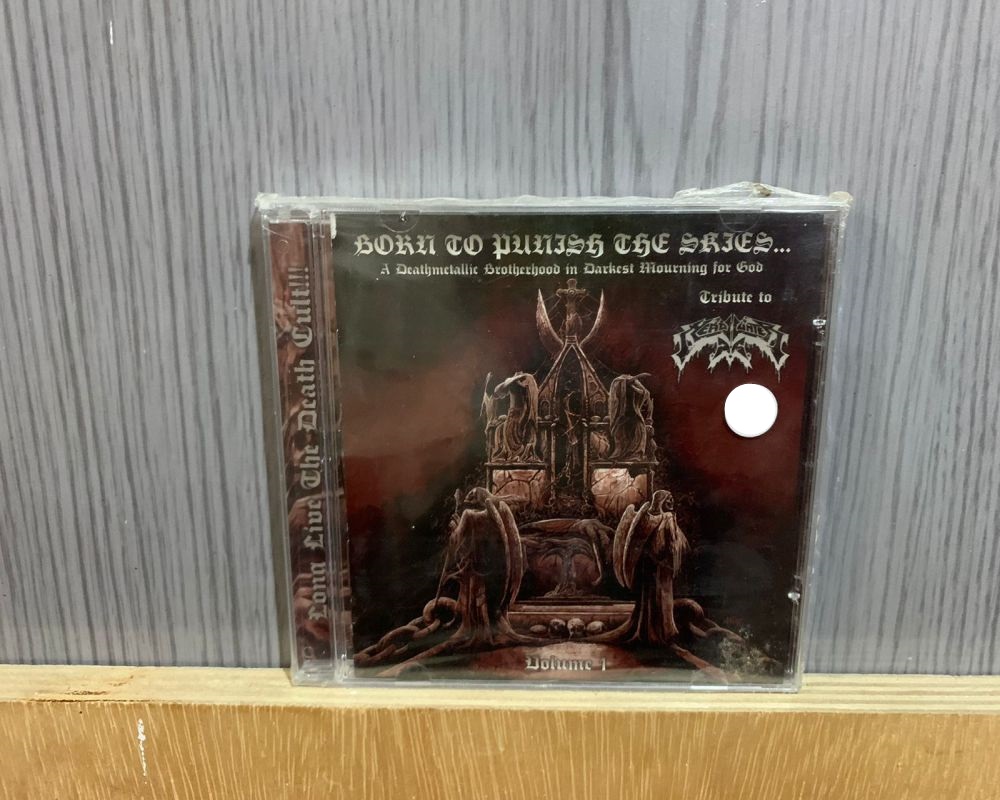 BORN TO PUNISH THE SKIES...
A Deathmetallic Brotherhood in Darkest Mourning for God
Tribute to
Long Live The Death Cult!!!
Volume 1